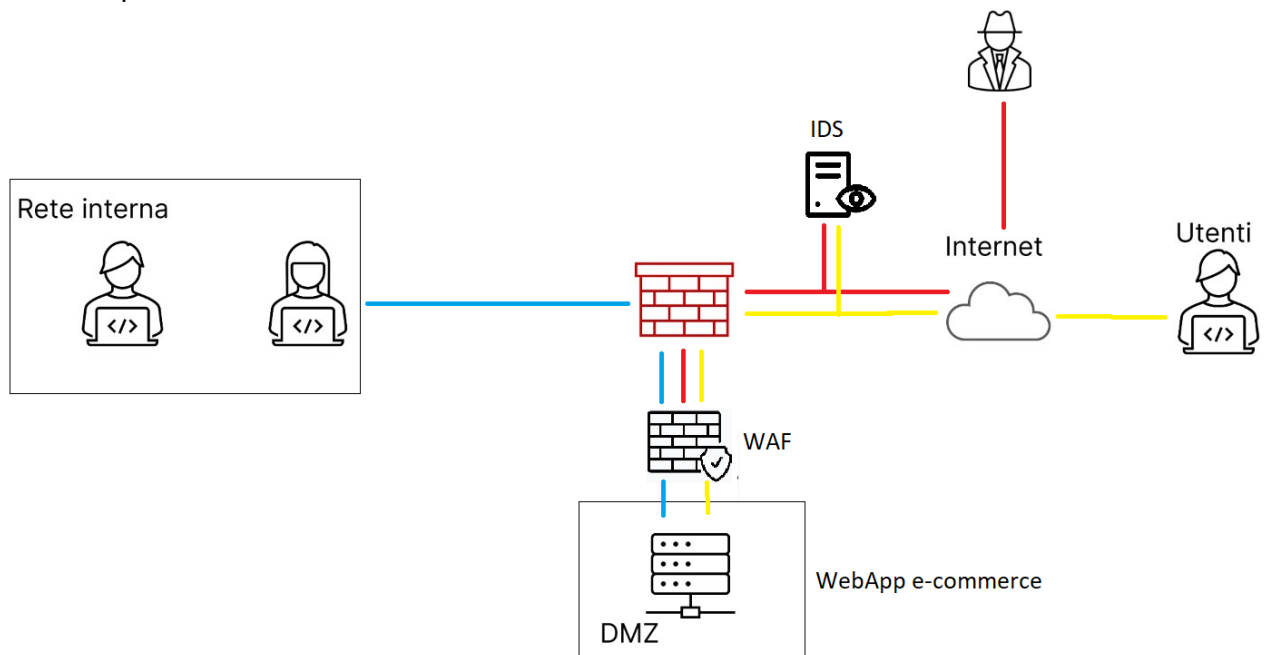 IDS
Rete interna
Internet
Utenti
</>
</>
</>
WAF
WebApp e-commerce
DMZ